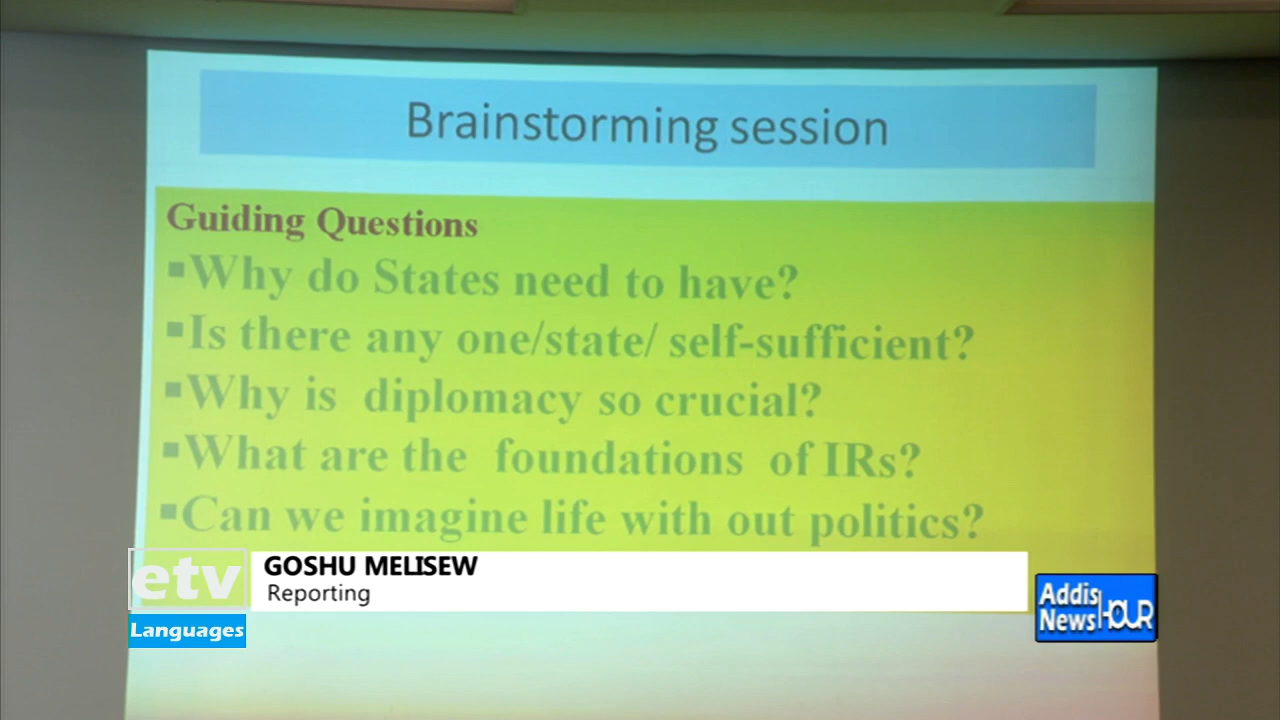 Brainstorming session
Guiding Questions
▪Why do States need to have?
▪Is there any one/state/ self-sufficient?
▪Why is diplomacy so crucial?
▪What are the foundations of IRs?
▪Can we imagine life with out politics?
etv
Languages
GOSHU MELISEW
Reporting
Addis
News HOUR